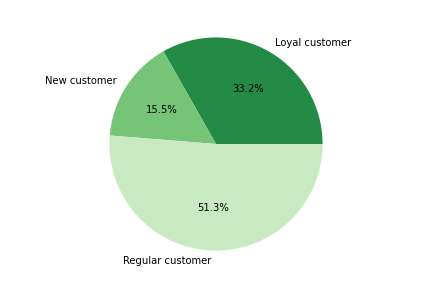 Loyal customer
33.2%
New customer
15.5%
51.3%
Regular customer